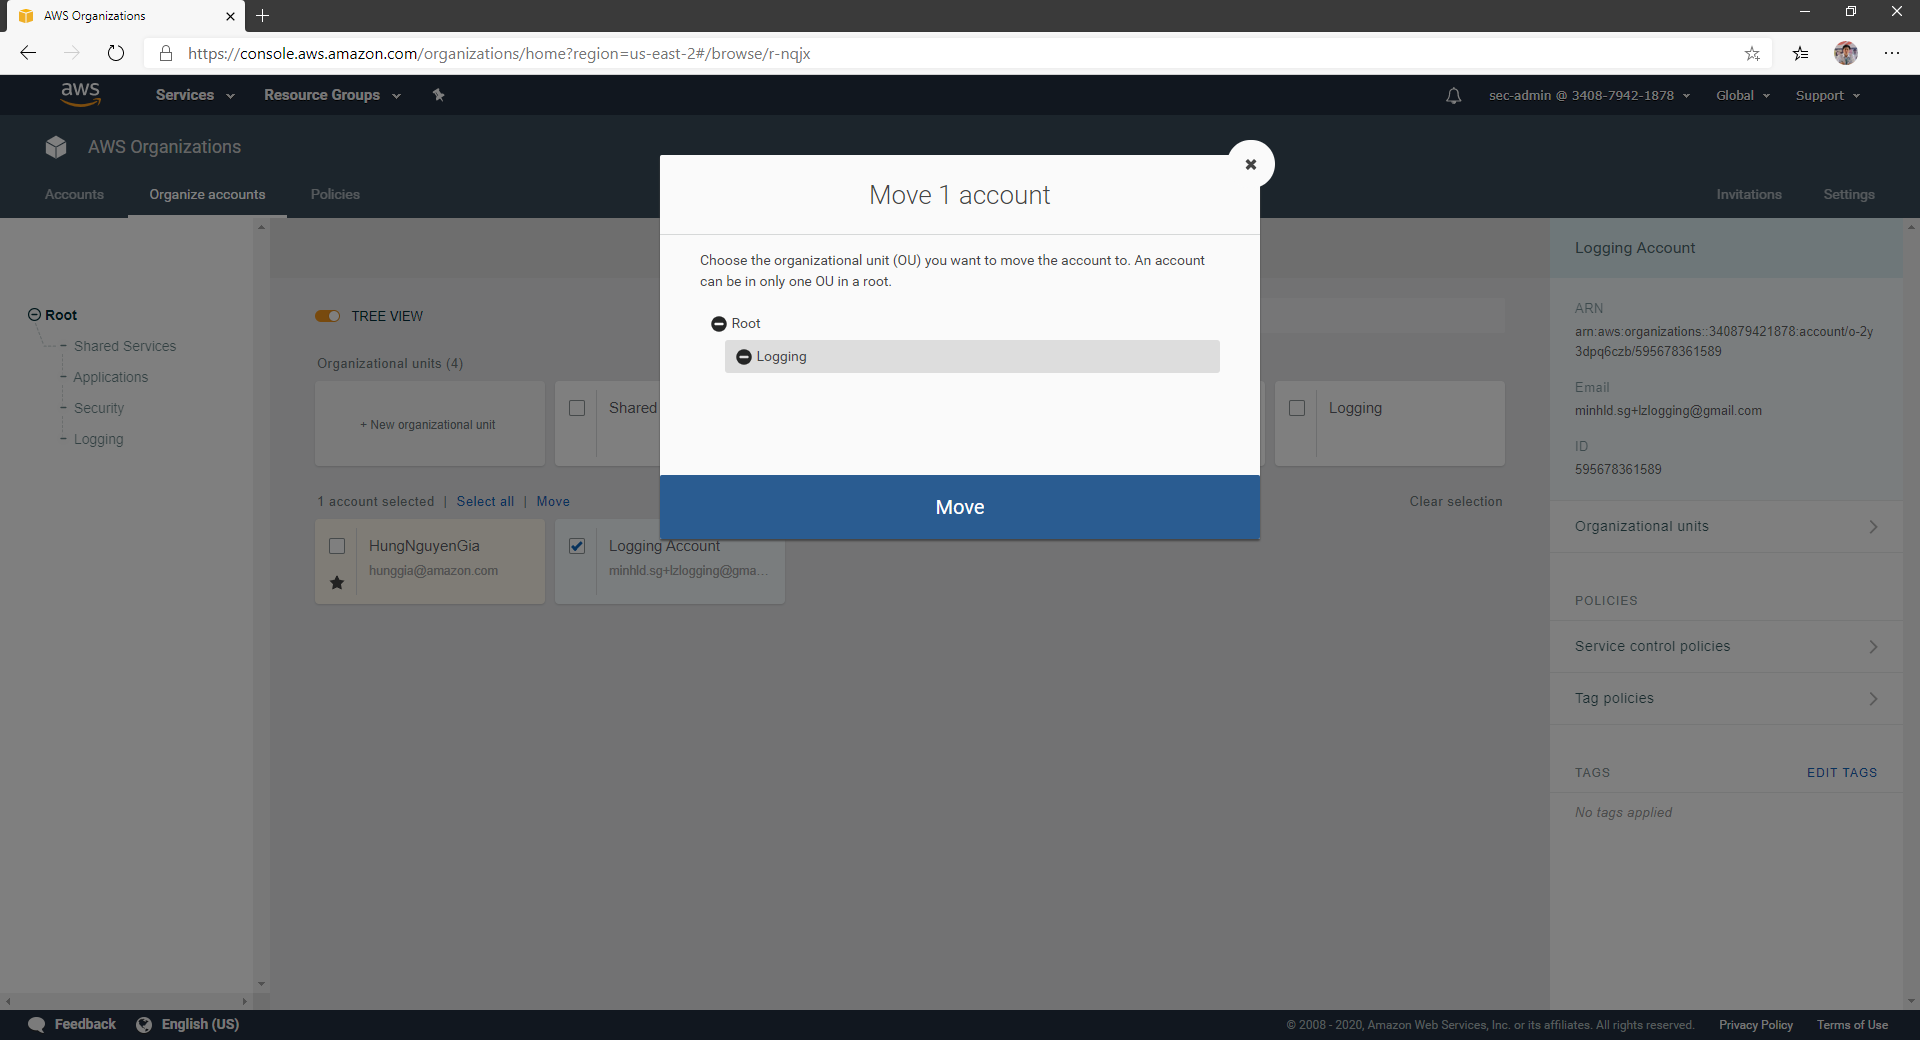 AWS Organizations
https://console.aws.amazon.com/organizations/home?region=us-east-2#/browse/r-nqjx
aws
Services
Resource Groups
sec-admin @ 3408-7942-1878
Global
Support
AWS Organizations
Accounts
Organize accounts
Policies
Invitations
Settings
Move 1 account
Choose the organizational unit (OU) you want to move the account to. An account
can be in only one OU in a root.
Root
Logging
Move
Root
Shared Services
Applications
Security
Logging
TREE VIEW
Organizational units (4)
+ New organizational unit
Shared
Logging
1 account selected | Select all | Move
Clear selection
HungNguyenGia
hunggia@amazon.com
Logging Account
minhld.sg+lzlogging@gma...
Logging Account
ARN
arn:aws:organizations::340879421878:account/o-2y
3dpq6czb/595678361589
Email
minhld.sg+lzlogging@gmail.com
ID
595678361589
Organizational units
POLICIES
Service control policies
Tag policies
TAGS
EDIT TAGS
No tags applied
Feedback
English (US)
© 2008 - 2020, Amazon Web Services, Inc. or its affiliates. All rights reserved.
Privacy Policy
Terms of Use